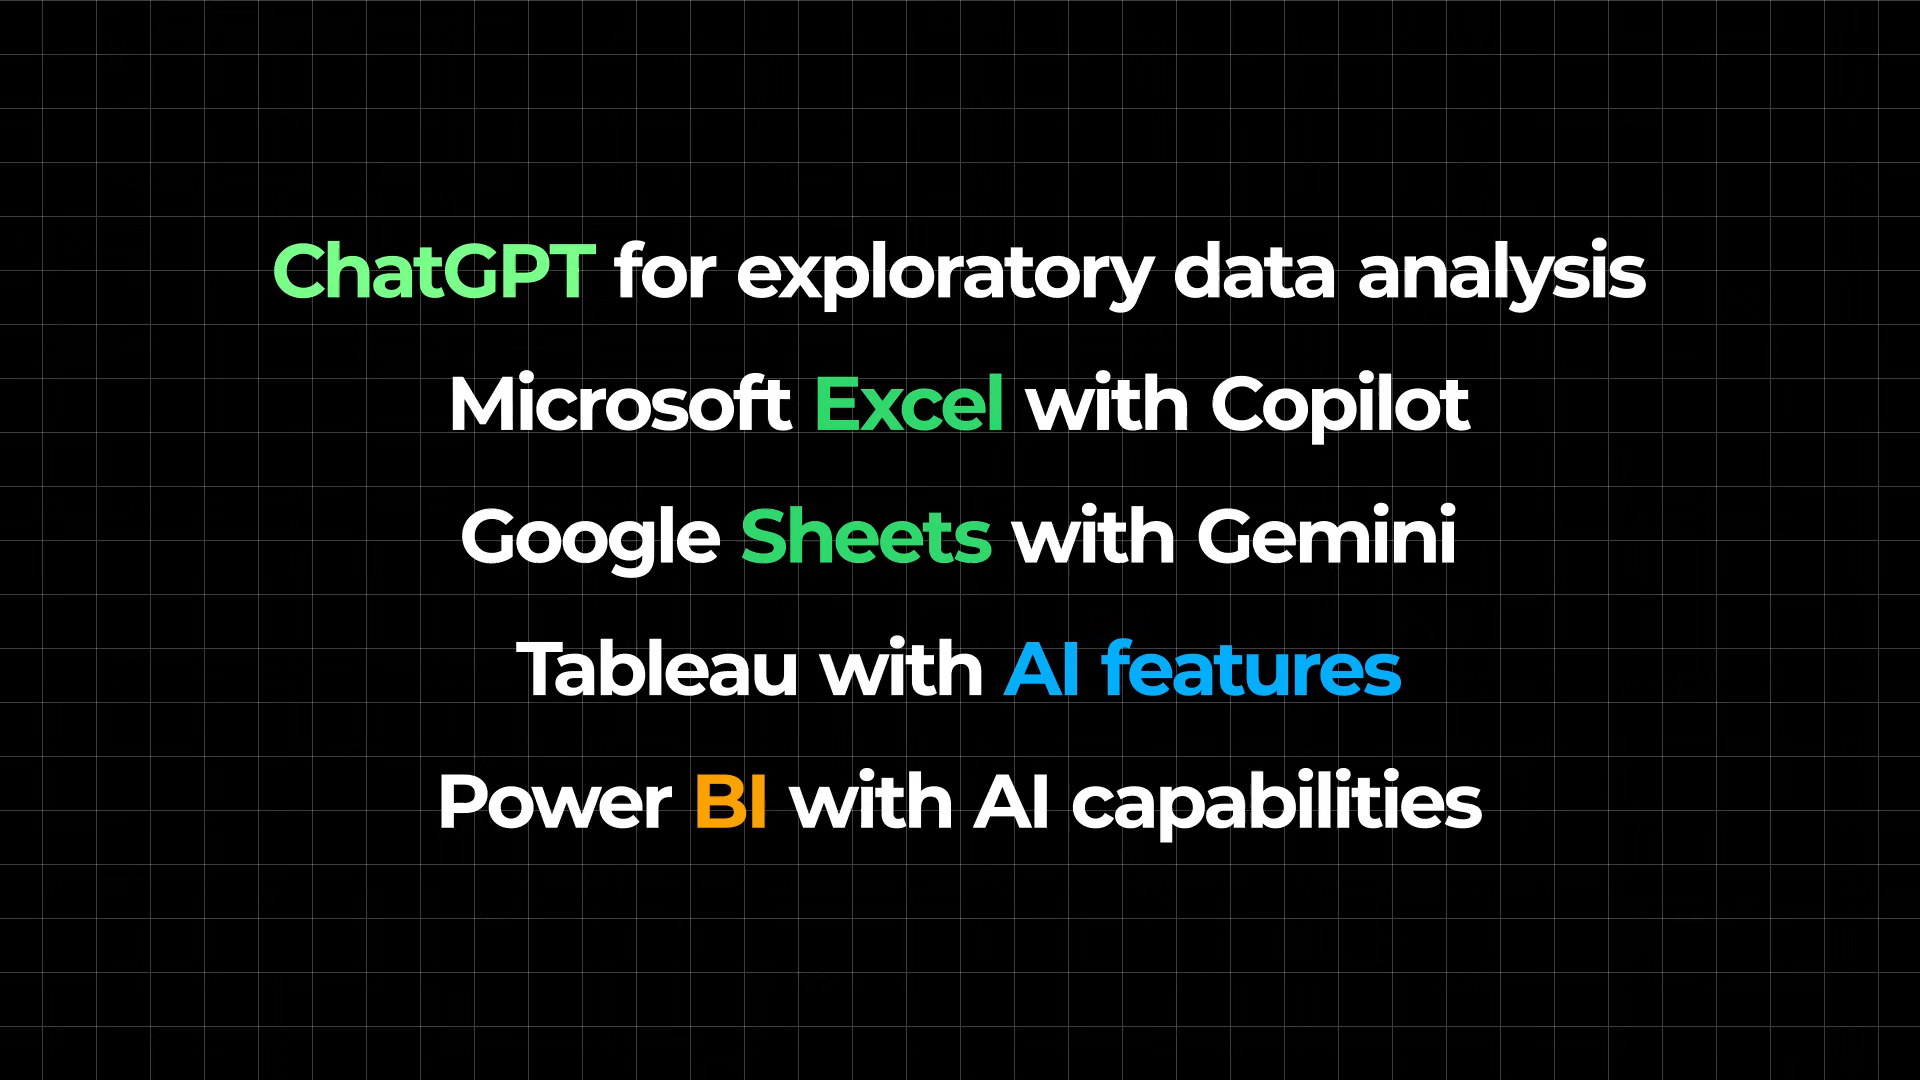 ChatGPT for exploratory data analysis
Microsoft Excel with Copilot
Google Sheets with Gemini
Tableau with AI features
Power BI with AI capabilities